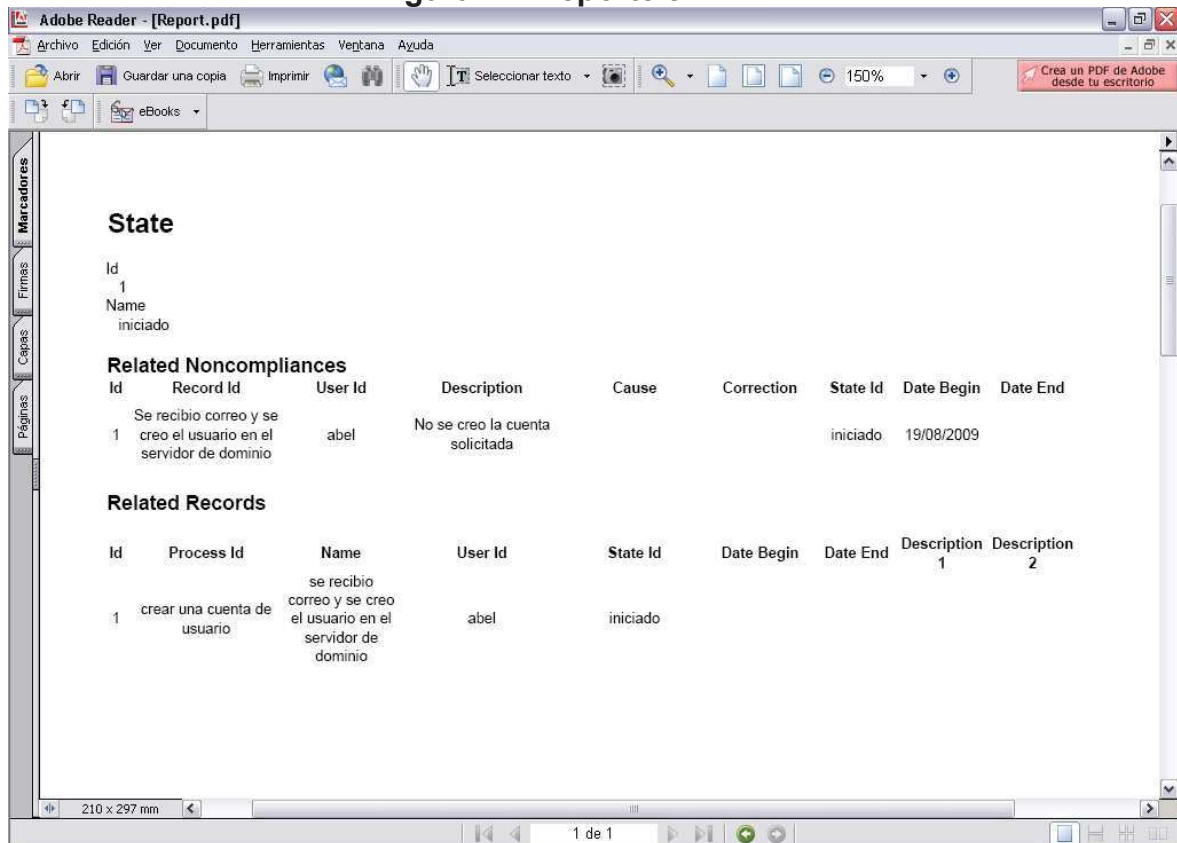 Adobe Reader - [Report.pdf]
Archivo Edición Ver Documento Herramientas Ventana Ayuda
Abrir Guardar una copia Imprimir Seleccionar texto 150% Crea un PDF de Adobe
desde tu escritorio
eBooks
Marcadores
Firmas
Capas
Páginas
State
Id
1
Name
iniciado
Related Noncompliances
Id Record Id User Id Description Cause Correction State Id Date Begin Date End
Se recibio correo y se
1 creo el usuario en el abel No se creo la cuenta iniciado 19/08/2009
servidor de dominio solicitada
Related Records
Id Process Id Name User Id State Id Date Begin Date End Description Description
1 2
se recibio
correo y se creo
1 crear una cuenta de el usuario en el abel iniciado
usuario servidor de
dominio
210 x 297 mm
1 de 1